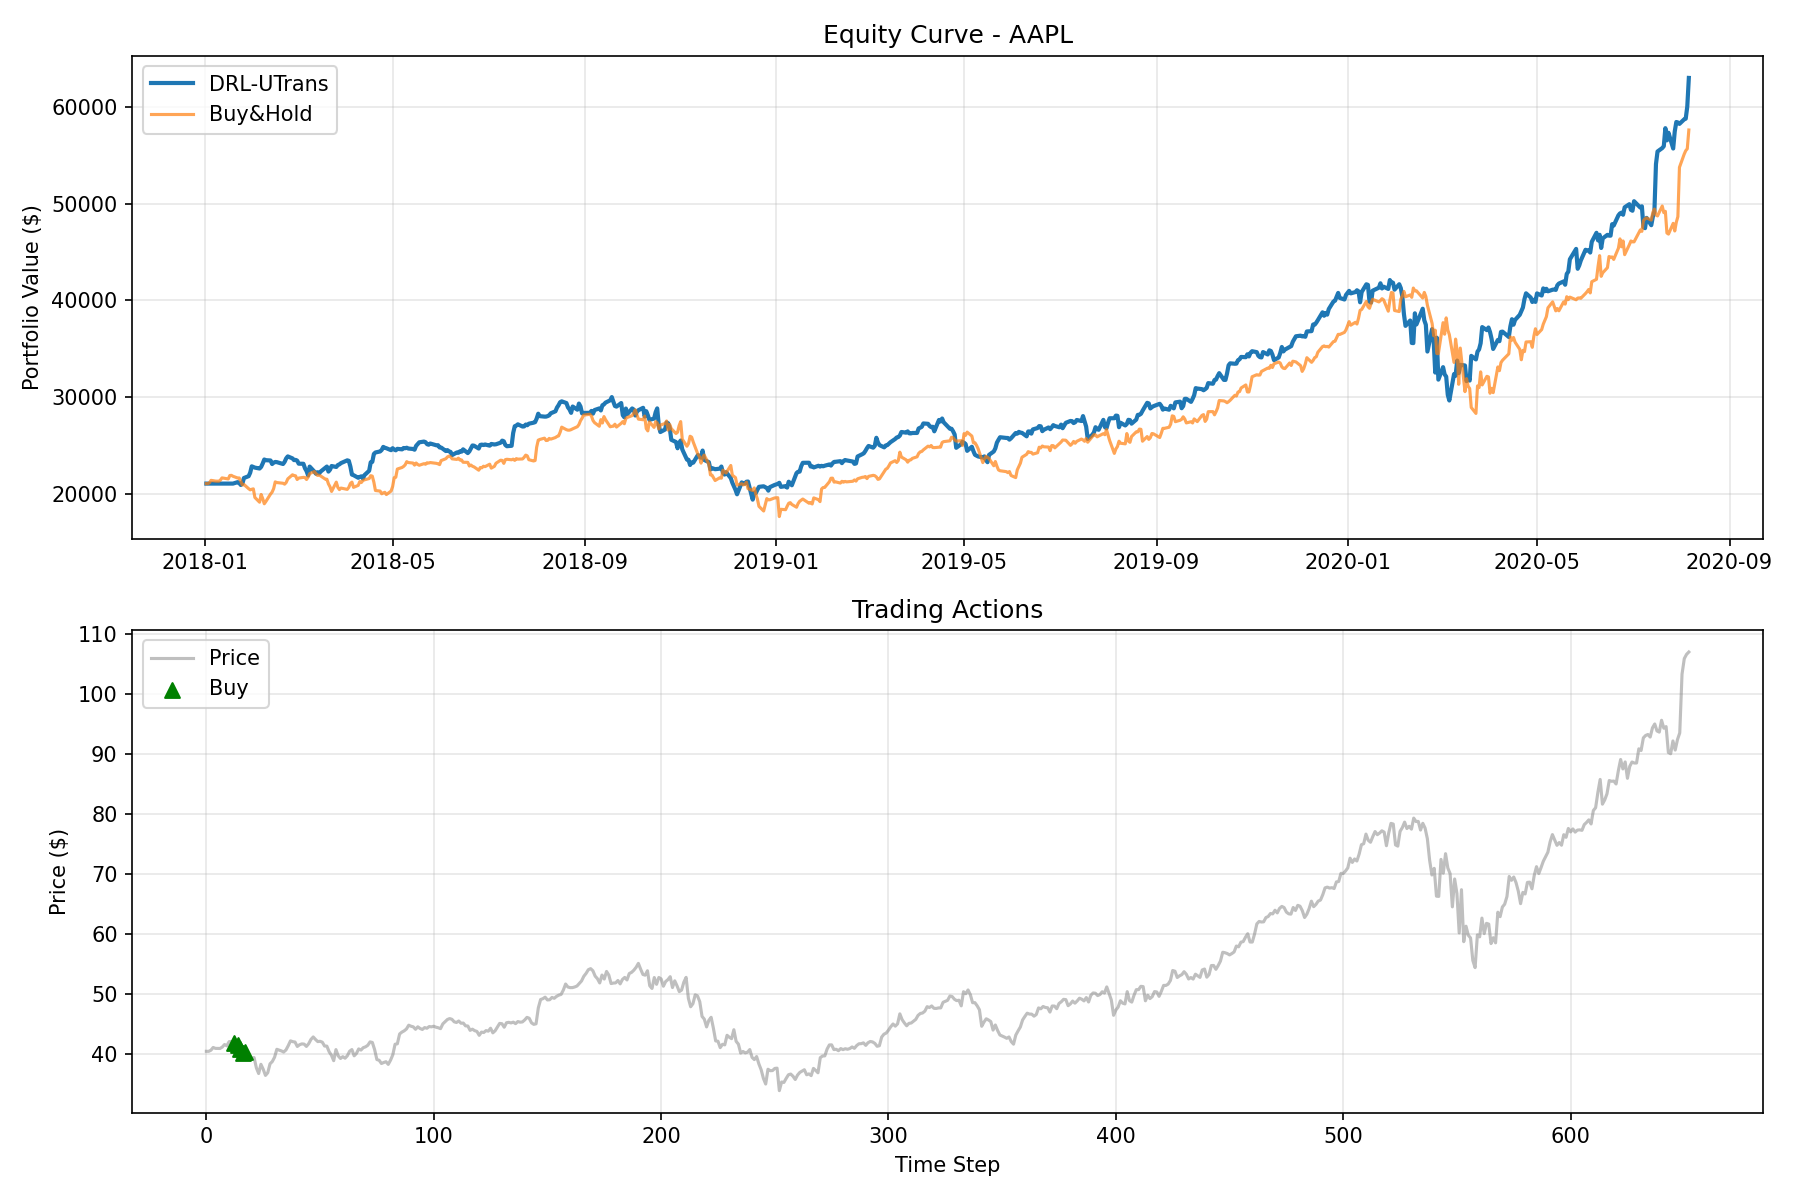 Equity Curve - AAPL
DRL-UTrans
Buy&Hold
Portfolio Value ($)
60000
50000
40000
30000
20000
2018-01 2018-05 2018-09 2019-01 2019-05 2019-09 2020-01 2020-05 2020-09
Trading Actions
Price
Buy
Price ($)
110
100
90
80
70
60
50
40
0 100 200 300 400 500 600
Time Step